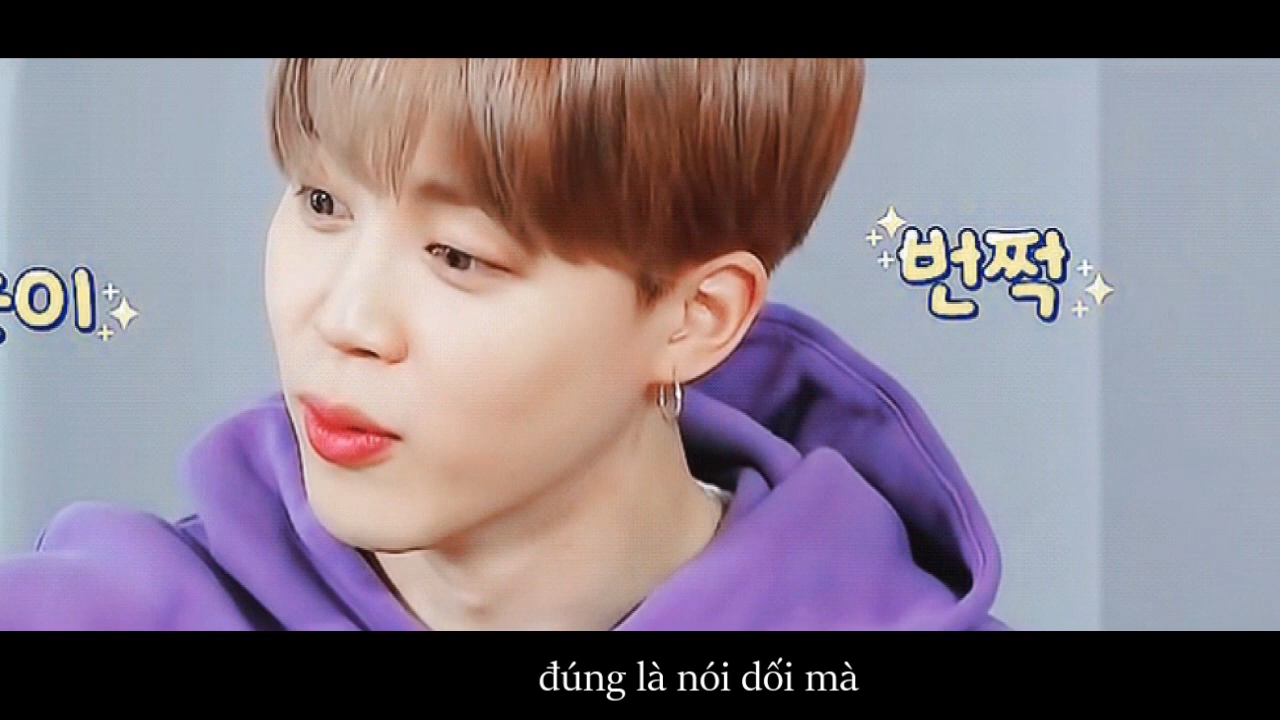 번쩍
đúng là nói dối mà